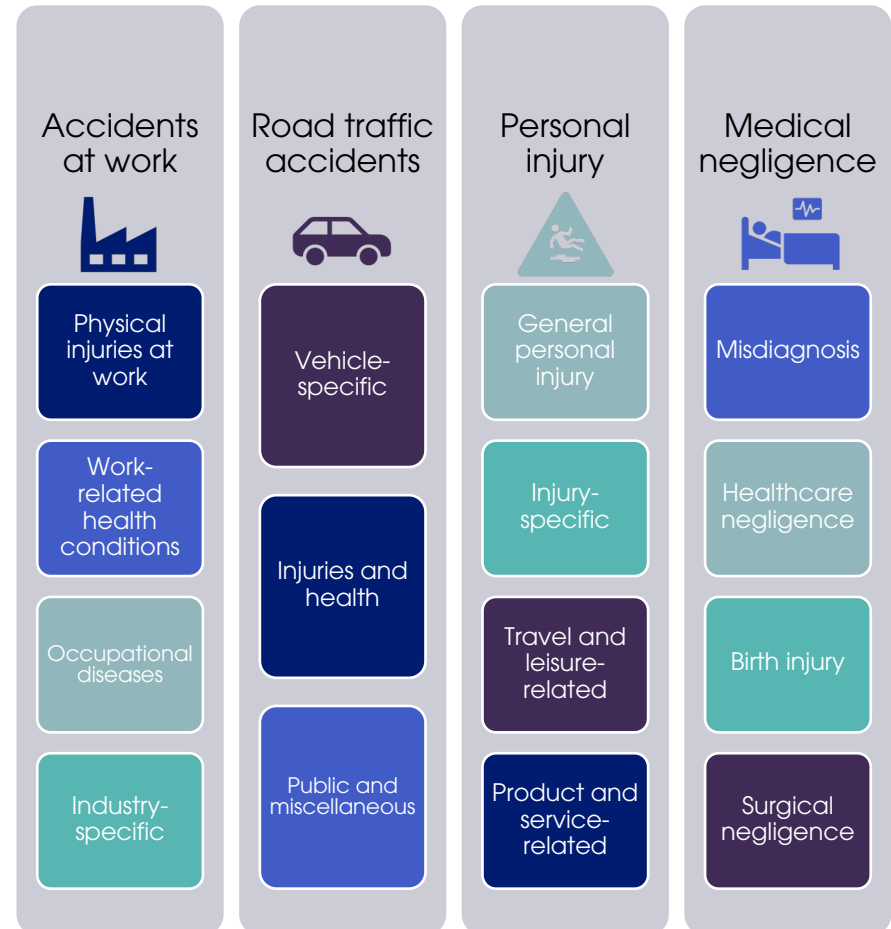 Accidents
at work
Physical
injuries at
work
Work-
related
health
conditions
Occupational
diseases
Industry-
specific
Road traffic
accidents
Vehicle-
specific
Injuries and
health
Public and
miscellaneous
Personal
injury
General
personal
injury
Injury-
specific
Travel and
leisure-
related
Product and
service-
related
Medical
negligence
Misdiagnosis
Healthcare
negligence
Birth injury
Surgical
negligence